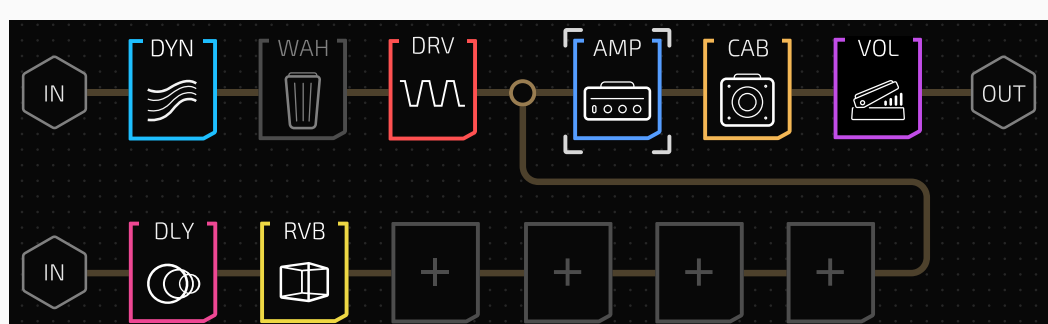 IN DYN WAH DRV AMP CAB VOL OUT
IN DLY RVB + + + +